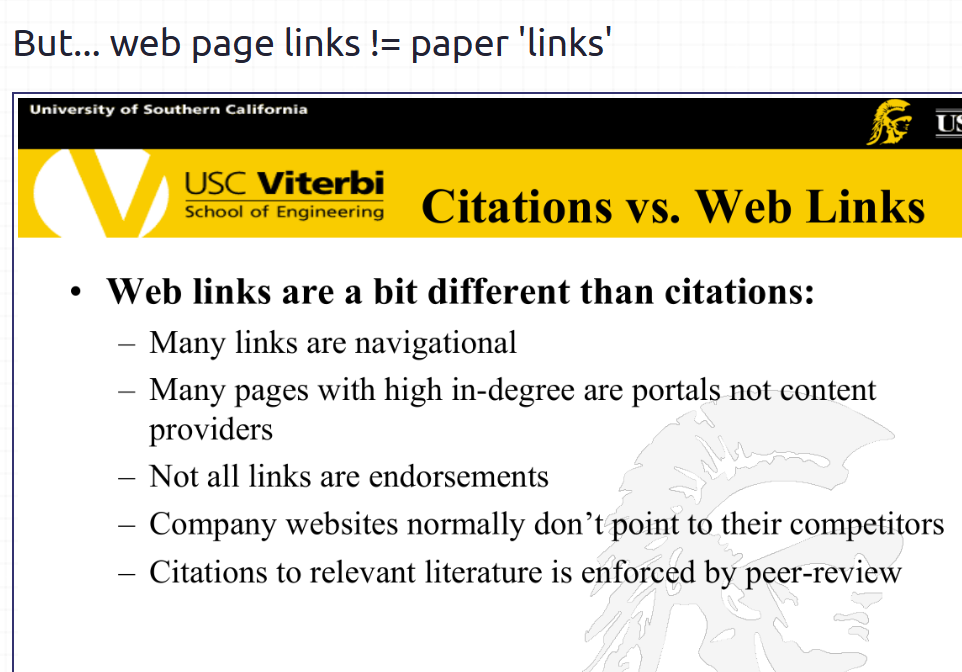 But... web page links != paper 'links'
University of Southern California
USC Viterbi
School of Engineering
Citations vs. Web Links
• Web links are a bit different than citations:
– Many links are navigational
– Many pages with high in-degree are portals not content
providers
– Not all links are endorsements
– Company websites normally don’t point to their competitors
– Citations to relevant literature is enforced by peer-review